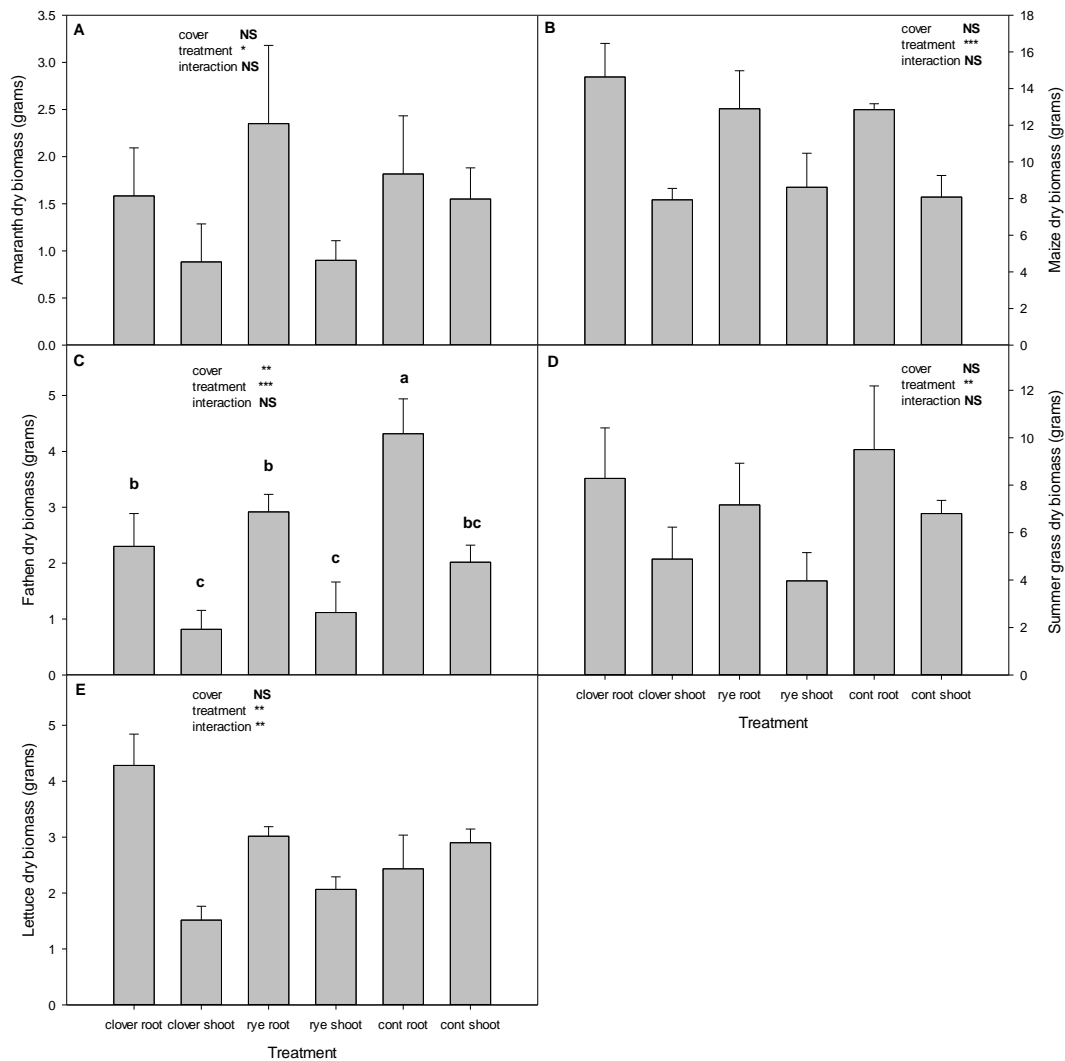 A
cover NS
treatment *
interaction NS
3.5
3.0
2.5
2.0
1.5
1.0
0.5
0.0
Amaranth dry biomass (grams)
B
cover NS
treatment ***
interaction NS
18
16
14
12
10
8
6
4
2
0
Maize dry biomass (grams)
C
cover **
treatment ***
interaction NS
5
4
3
2
1
0
Fathen dry biomass (grams)
b
c
b
c
a
bc
D
cover NS
treatment **
interaction NS
12
10
8
6
4
2
0
Summer grass dry biomass (grams)
clover root clover shoot rye root rye shoot cont root cont shoot
Treatment
E
cover NS
treatment **
interaction **
5
4
3
2
1
0
Lettuce dry biomass (grams)
clover root clover shoot rye root rye shoot cont root cont shoot
Treatment